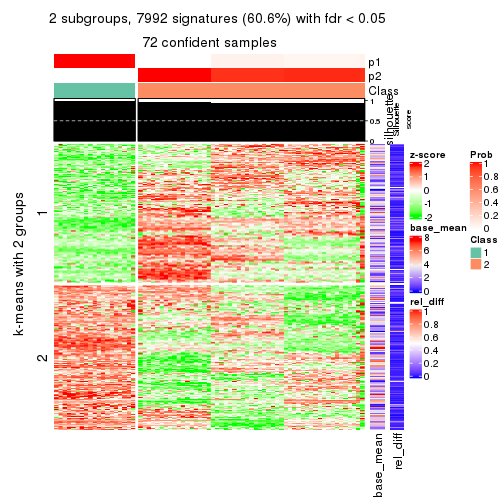 2 subgroups, 7992 signatures (60.6%) with fdr < 0.05
72 confident samples
p1
p2
Class
silhouette
Silhouette
score
1
0.5
0
k-means with 2 groups
1
2
base_mean
rel_diff
z-score
2
1
0
-1
-2
base_mean
8
6
4
2
0
rel_diff
1
0.8
0.6
0.4
0.2
0
Prob
1
0.8
0.6
0.4
0.2
0
Class
1
2